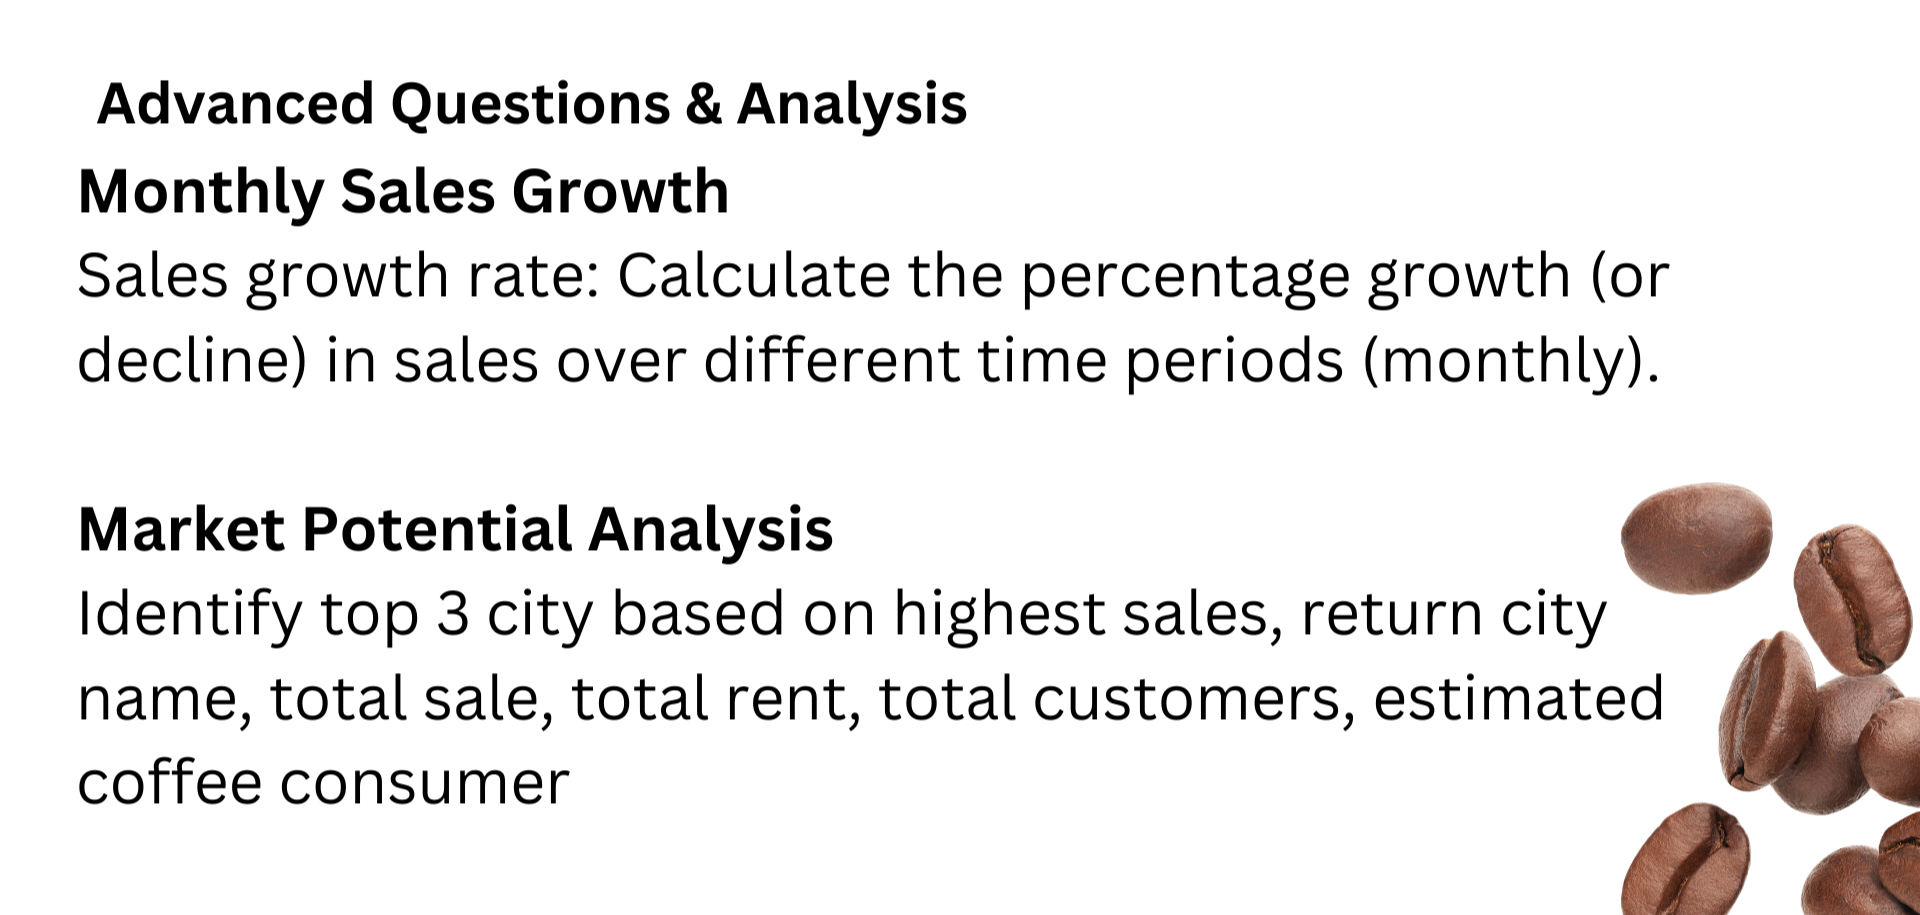 Advanced Questions & Analysis
Monthly Sales Growth
Sales growth rate: Calculate the percentage growth (or
decline) in sales over different time periods (monthly).
Market Potential Analysis
Identify top 3 city based on highest sales, return city
name, total sale, total rent, total customers, estimated
coffee consumer